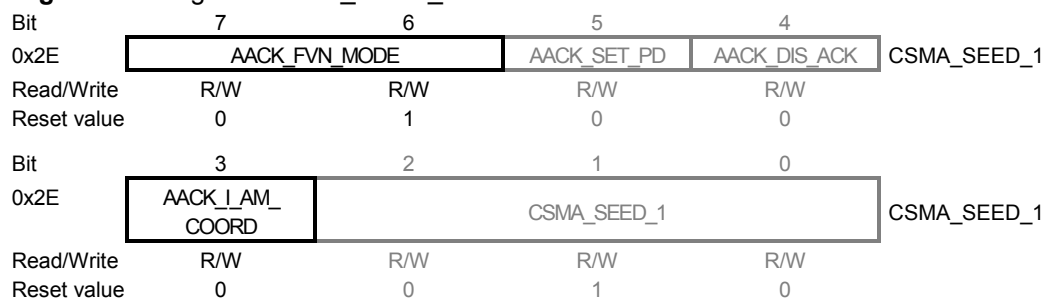 Bit 7 6 5 4
0x2E AACK_FVN_MODE AACK_SET_PD AACK_DIS_ACK CSMA_SEED_1
Read/Write R/W R/W R/W R/W
Reset value 0 1 0 0
Bit 3 2 1 0
0x2E AACK_I_AM_
COORD CSMA_SEED_1 CSMA_SEED_1
Read/Write R/W R/W R/W R/W
Reset value 0 0 1 0